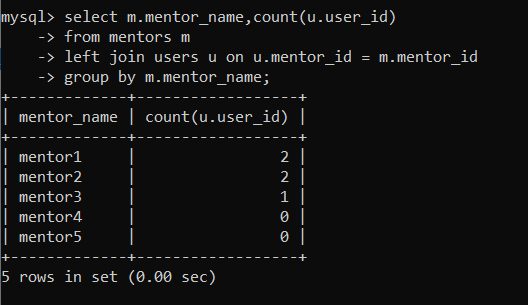 mysql> select m.mentor_name,count(u.user_id)
    -> from mentors m
    -> left join users u on u.mentor_id = m.mentor_id
    -> group by m.mentor_name;
+-------------+------------------+
| mentor_name | count(u.user_id) |
+-------------+------------------+
| mentor1     |                2 |
| mentor2     |                2 |
| mentor3     |                1 |
| mentor4     |                0 |
| mentor5     |                0 |
+-------------+------------------+
5 rows in set (0.00 sec)